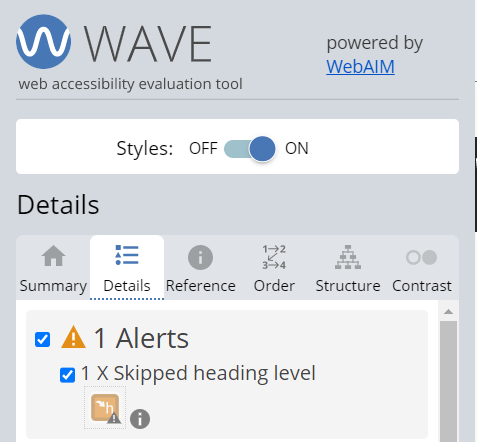 WAVE
powered by
WebAIM
web accessibility evaluation tool
Styles: OFF ON
Details
1→2
3→4
Summary Details Reference Order Structure Contrast
1 Alerts
1 X Skipped heading level
h